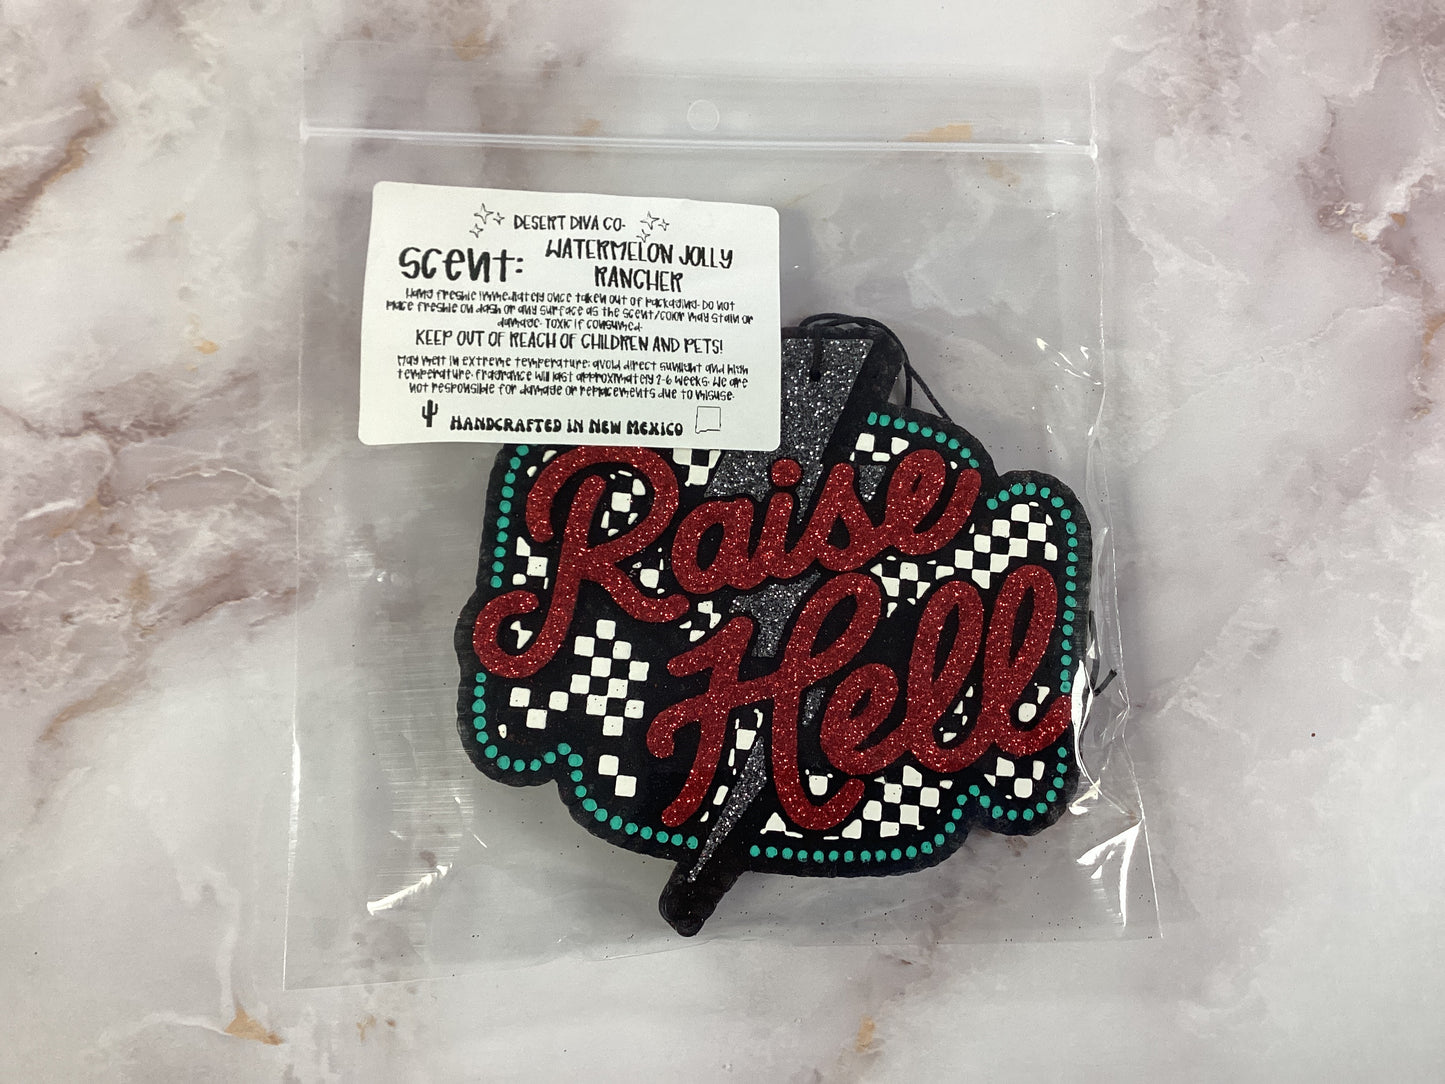 DESERT DIVA CO.
scent: WATERMELON JOLLY
RANCHER
Hang freshie immediately once taken out of packaging. Do not
place freshie on dash or any surface as the scent/color may stain or
damage. Toxic if consumed.
KEEP OUT OF REACH OF CHILDREN AND PETS!
May melt in extreme temperature. avoid direct sunlight and high
temperature. fragrance will last approximately 2-6 weeks. We are
not responsible for damage or replacements due to misuse.
HANDCRAFTED IN NEW MEXICO
Raise
Hell